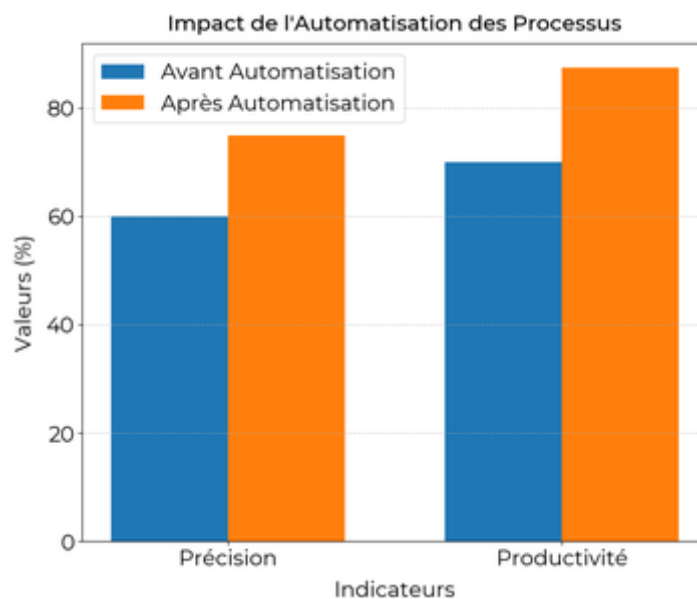 Impact de l'Automatisation des Processus
Avant Automatisation
Après Automatisation
Valeurs (%)
80
60
40
20
0
Précision
Productivité
Indicateurs